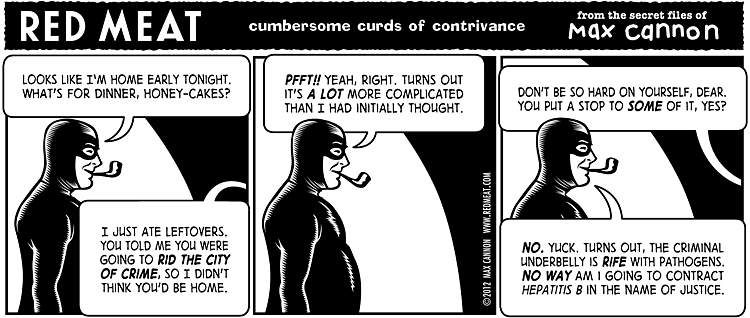 RED MEAT
cumbersome curds of contrivance
from the secret files of
max cannon
LOOKS LIKE I'M HOME EARLY TONIGHT.
WHAT'S FOR DINNER, HONEY-CAKES?
I JUST ATE LEFTOVERS.
YOU TOLD ME YOU WERE
GOING TO RID THE CITY
OF CRIME, SO I DIDN'T
THINK YOU'D BE HOME.
PFFT!! YEAH, RIGHT. TURNS OUT
IT'S A LOT MORE COMPLICATED
THAN I HAD INITIALLY THOUGHT.
©2012 MAX CANNON WWW.REDMEAT.COM
DON'T BE SO HARD ON YOURSELF, DEAR.
YOU PUT A STOP TO SOME OF IT, YES?
NO. YUCK. TURNS OUT, THE CRIMINAL
UNDERBELLY IS RIFE WITH PATHOGENS.
NO WAY AM I GOING TO CONTRACT
HEPATITIS B IN THE NAME OF JUSTICE.